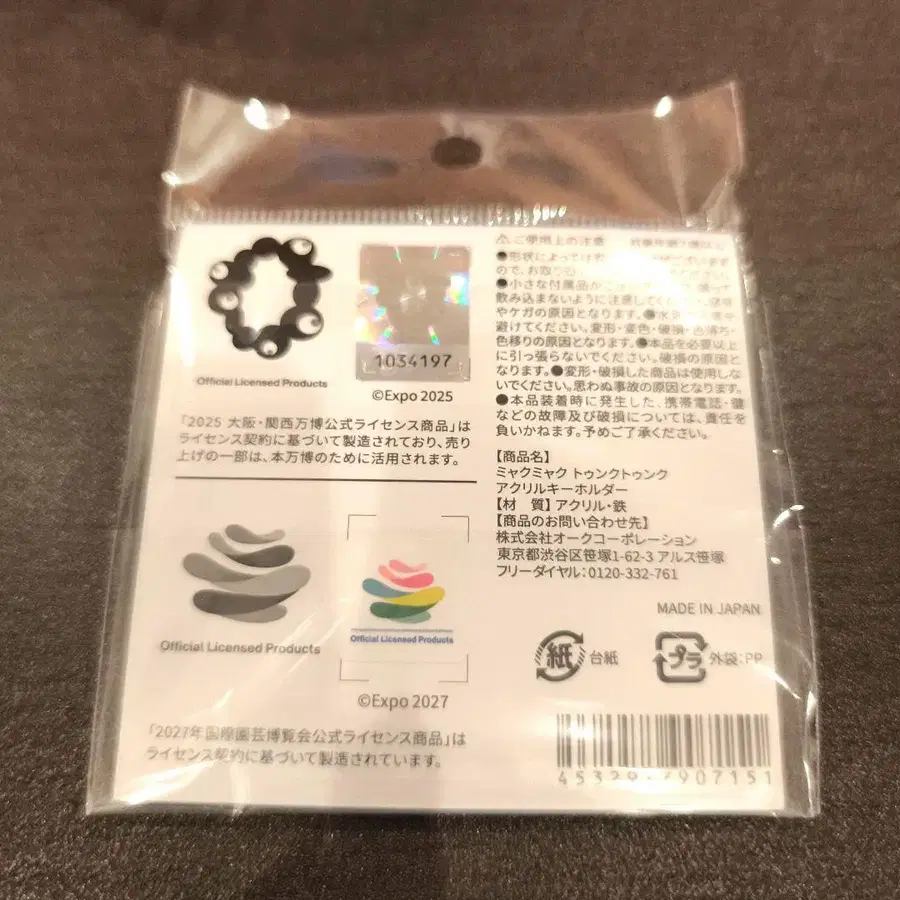 Official Licensed Products
1034197
©Expo 2025
「2025 大阪・関西万博公式ライセンス商品」は
ライセンス契約に基づいて製造されており、売り
上げの一部は、本万博のために活用されます。
Official Licensed Products
Official Licensed Products
©Expo 2027
「2027年国際園芸博覧会公式ライセンス商品」は
ライセンス契約に基づいて製造されています。
ご使用上の注意
●形状によっては
ので、お取り
●小さな付属品が
飲み込まないように注意してください。
やケガの原因となります。●
避けてください。変形・変色・破損・色落ち・
色移りの原因となります。●本品を必要以上
に引っ張らないでください。破損の原因と
なります。●変形・破損した商品は使用しな
いでください。思わぬ事故の原因となります。
●本品装着時に発生した、携帯電話・鍵
などの故障及び破損については、責任を
負いかねます。予めご了承ください。
【商品名】
ミャクミャク トゥンクトゥンク
アクリルキーホルダー
【材　質】アクリル・鉄
【商品のお問い合わせ先】
株式会社オークコーポレーション
東京都渋谷区笹塚1-62-3 アルス笹塚
フリーダイヤル:0120-332-761
MADE IN JAPAN
紙 台紙
プラ 外袋:PP